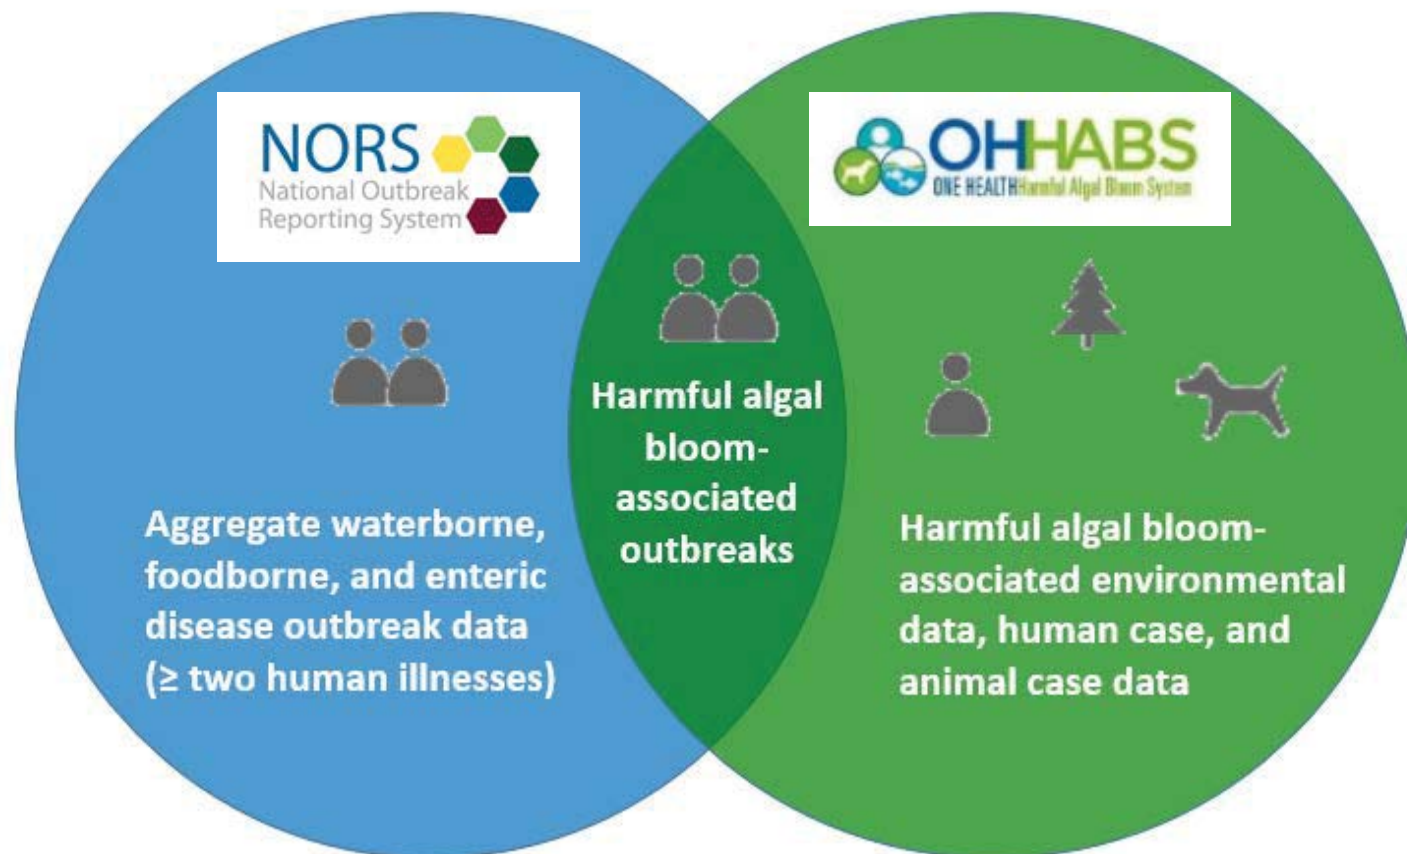 NORS
National Outbreak
Reporting System
OHHABS
ONE HEALTH Harmful Algal Bloom System
Harmful algal
bloom-
associated
outbreaks
Aggregate waterborne,
foodborne, and enteric
disease outbreak data
(≥ two human illnesses)
Harmful algal bloom-
associated environmental
data, human case, and
animal case data